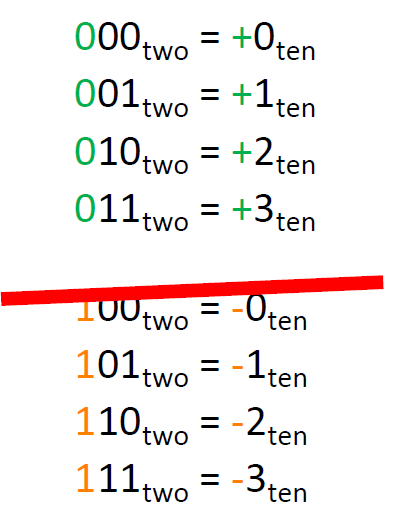 000two = +0ten
001two = +1ten
010two = +2ten
011two = +3ten
100two = -0ten
101two = -1ten
110two = -2ten
111two = -3ten